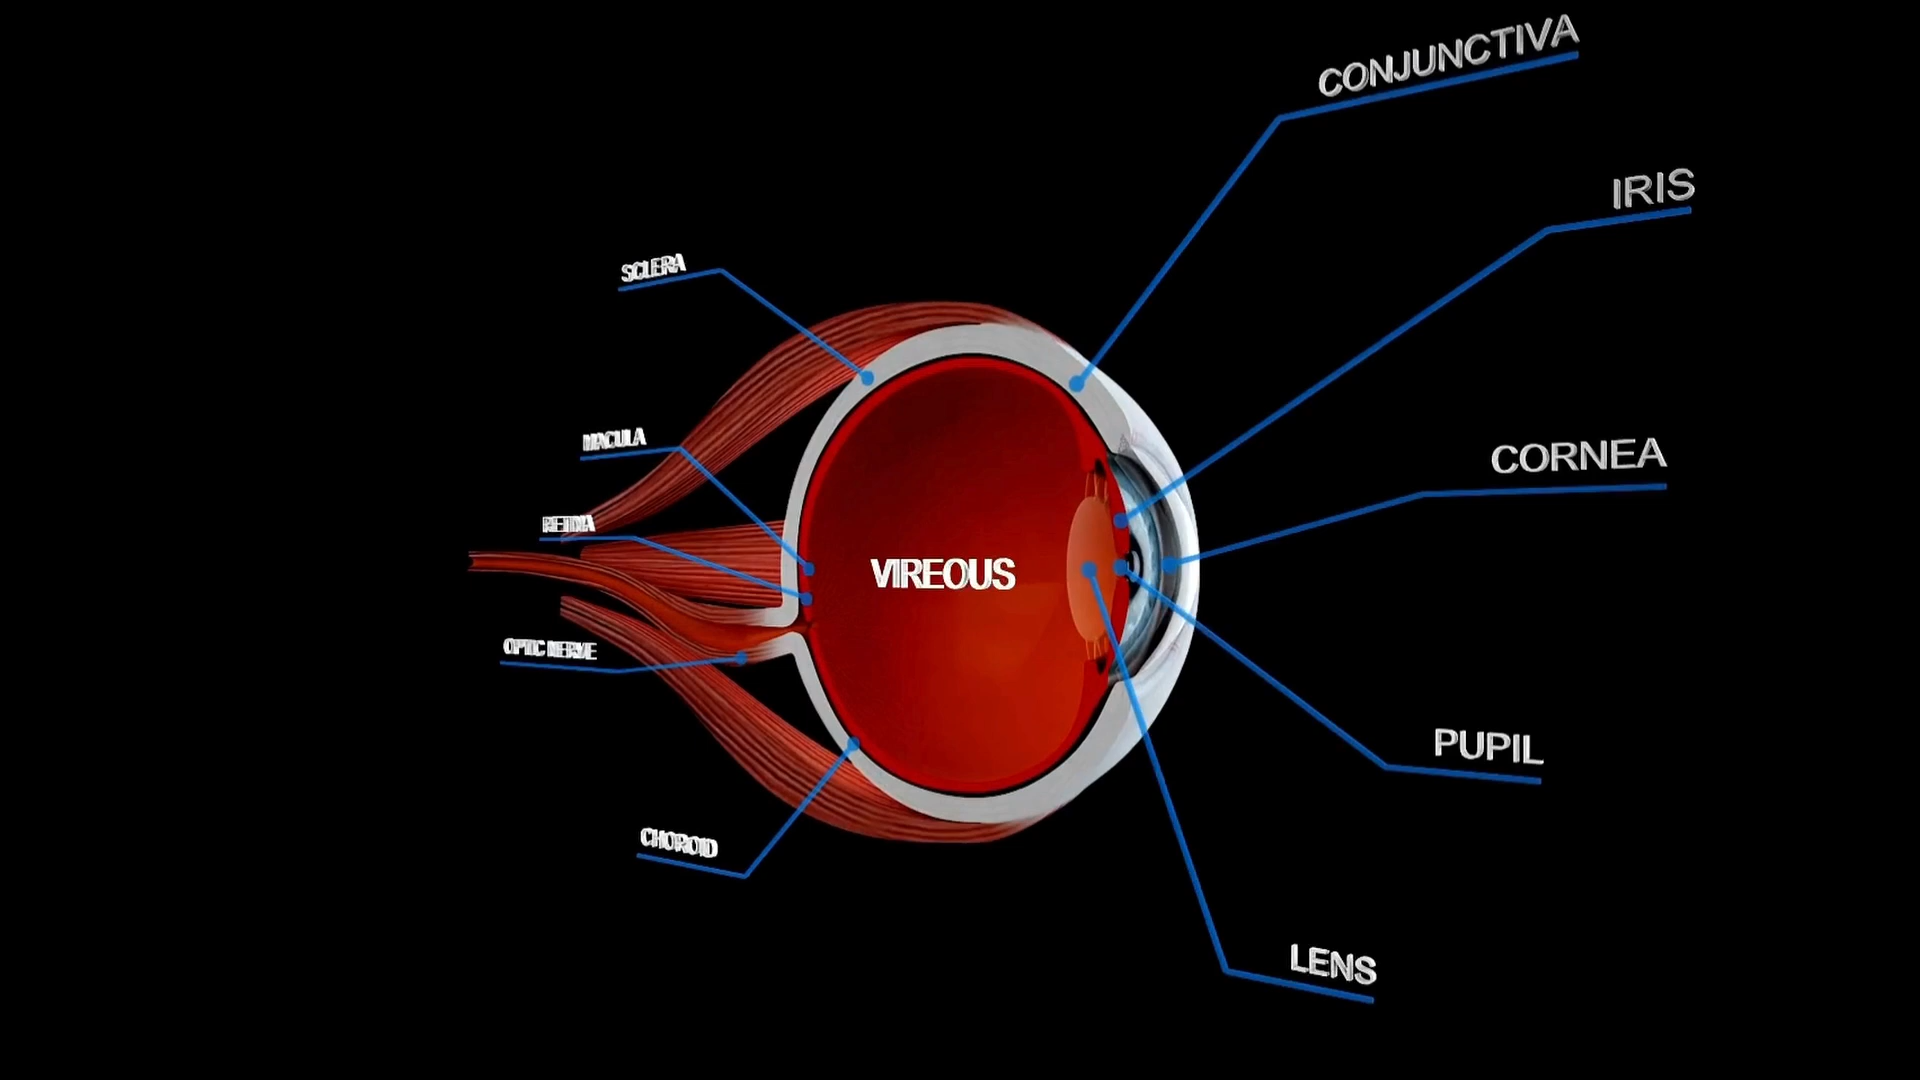 CONJUNCTIVA
IRIS
SCLERA
MACULA
CORNEA
RETINA
VIREOUS
OPTIC NERVE
PUPIL
CHOROID
LENS